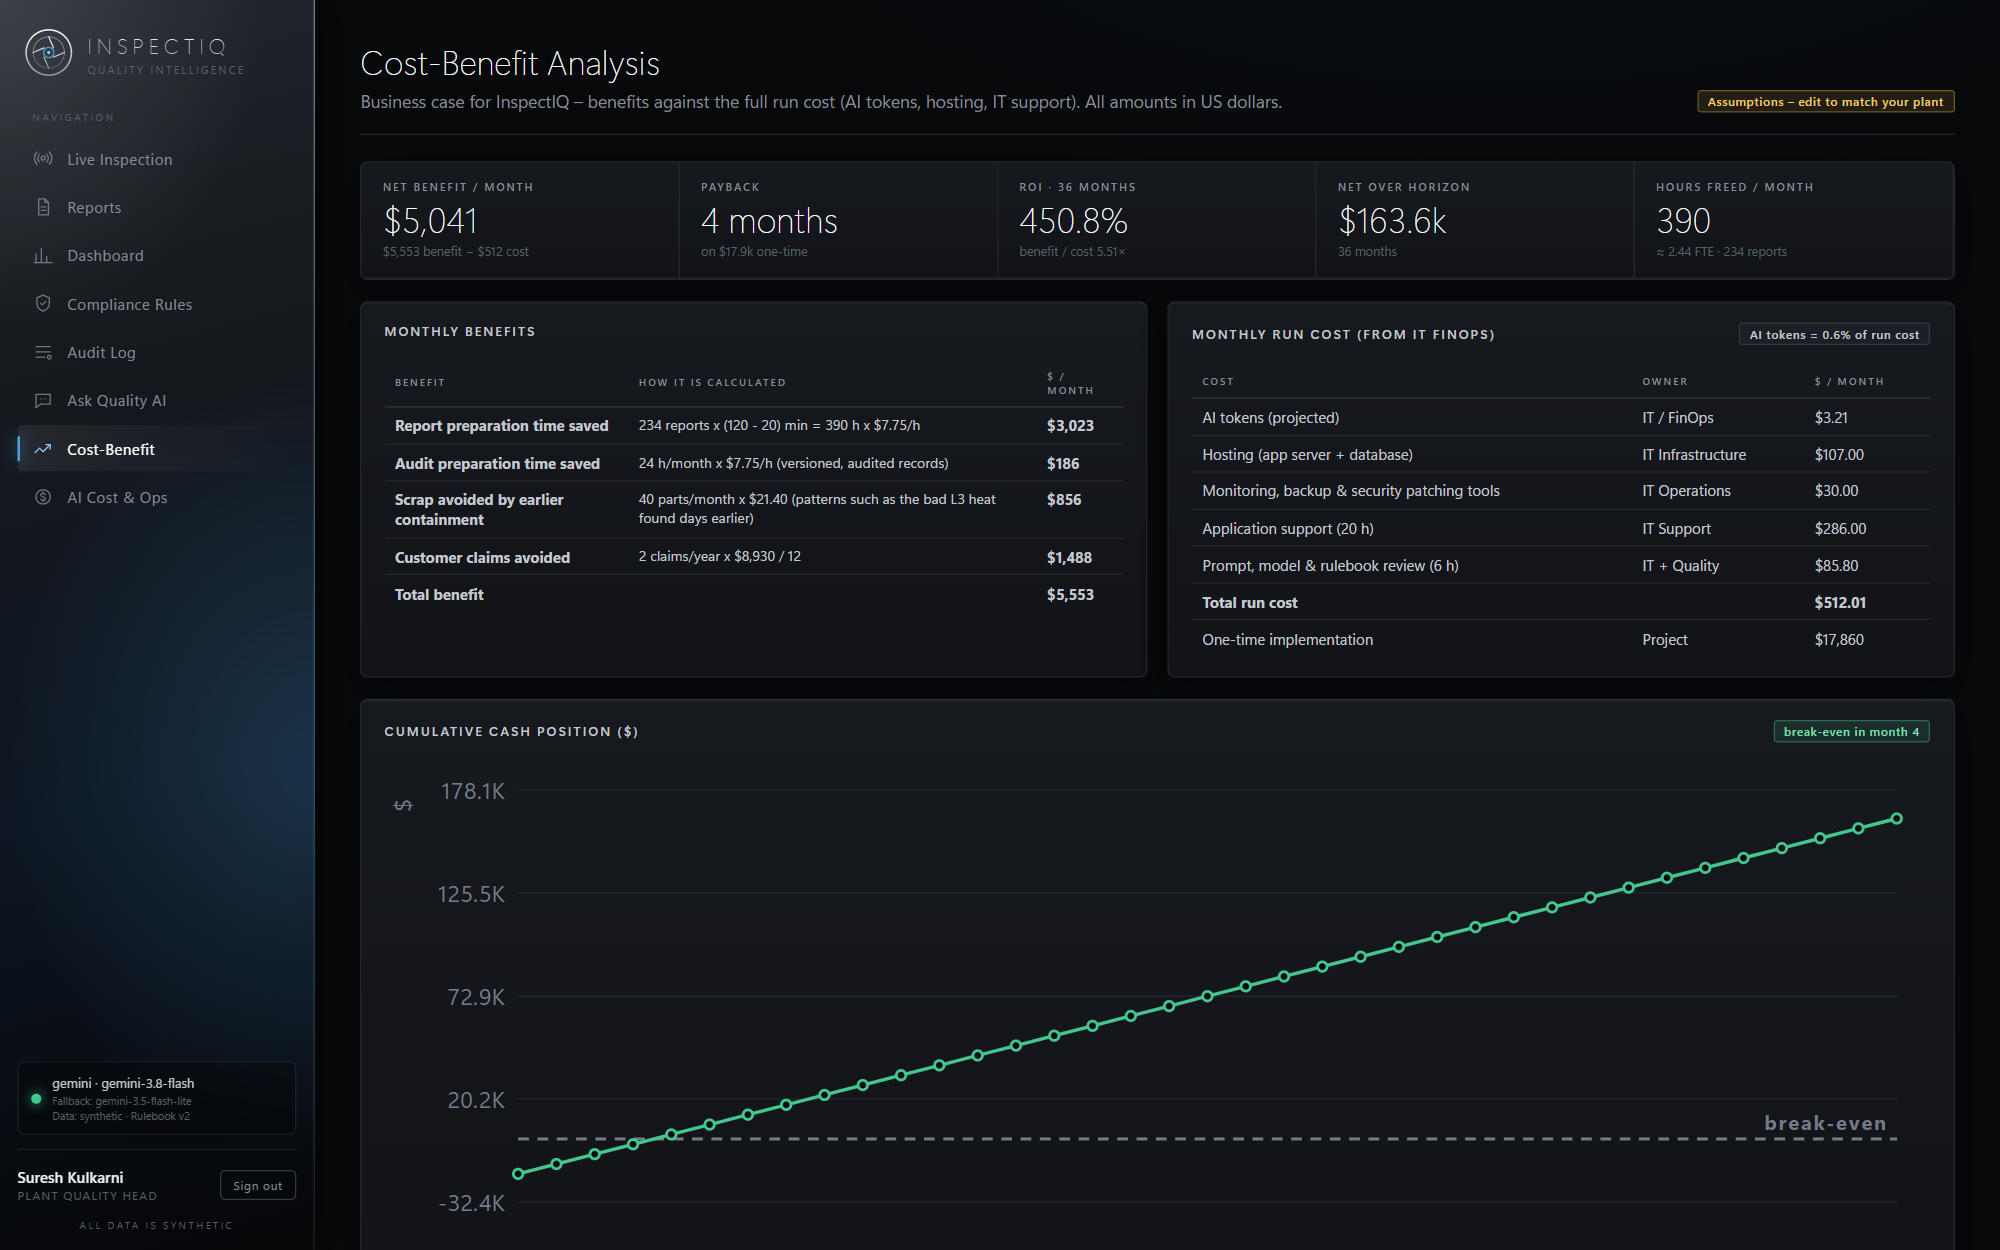 INSPECTIQ
QUALITY INTELLIGENCE
NAVIGATION
Live Inspection
Reports
Dashboard
Compliance Rules
Audit Log
Ask Quality AI
Cost-Benefit
AI Cost & Ops
gemini · gemini-3.8-flash
Fallback: gemini-3.5-flash-lite
Data: synthetic · Rulebook v2
Suresh Kulkarni
PLANT QUALITY HEAD
Sign out
ALL DATA IS SYNTHETIC
Cost-Benefit Analysis
Business case for InspectIQ – benefits against the full run cost (AI tokens, hosting, IT support). All amounts in US dollars.
Assumptions – edit to match your plant
NET BENEFIT / MONTH
$5,041
$5,553 benefit – $512 cost
PAYBACK
4 months
on $17.9k one-time
ROI · 36 MONTHS
450.8%
benefit / cost 5.51×
NET OVER HORIZON
$163.6k
36 months
HOURS FREED / MONTH
390
≈ 2.44 FTE · 234 reports
MONTHLY BENEFITS
BENEFIT HOW IT IS CALCULATED $ / MONTH
Report preparation time saved 234 reports x (120 - 20) min = 390 h x $7.75/h $3,023
Audit preparation time saved 24 h/month x $7.75/h (versioned, audited records) $186
Scrap avoided by earlier containment 40 parts/month x $21.40 (patterns such as the bad L3 heat found days earlier) $856
Customer claims avoided 2 claims/year x $8,930 / 12 $1,488
Total benefit $5,553
MONTHLY RUN COST (FROM IT FINOPS)
AI tokens = 0.6% of run cost
COST OWNER $ / MONTH
AI tokens (projected) IT / FinOps $3.21
Hosting (app server + database) IT Infrastructure $107.00
Monitoring, backup & security patching tools IT Operations $30.00
Application support (20 h) IT Support $286.00
Prompt, model & rulebook review (6 h) IT + Quality $85.80
Total run cost $512.01
One-time implementation Project $17,860
CUMULATIVE CASH POSITION ($)
break-even in month 4
$
178.1K
125.5K
72.9K
20.2K
break-even
-32.4K